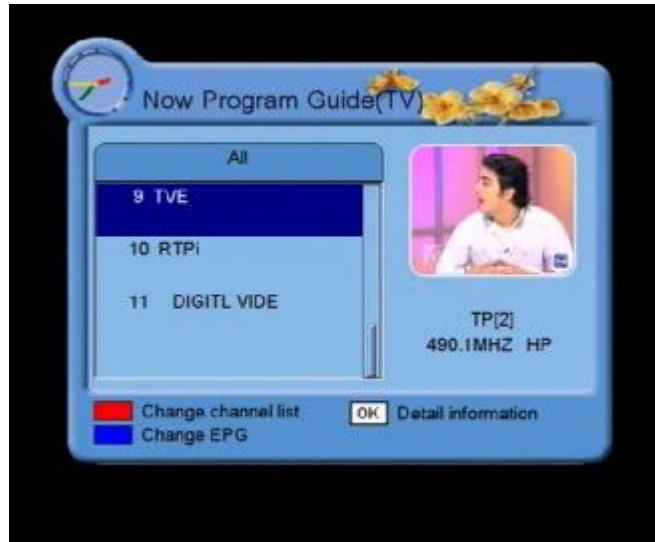 Now Program Guide(TV)
All
9 TVE
10 RTPi
11 DIGITL VIDE
TP[2]
490.1MHZ HP
Change channel list
OK Detail information
Change EPG